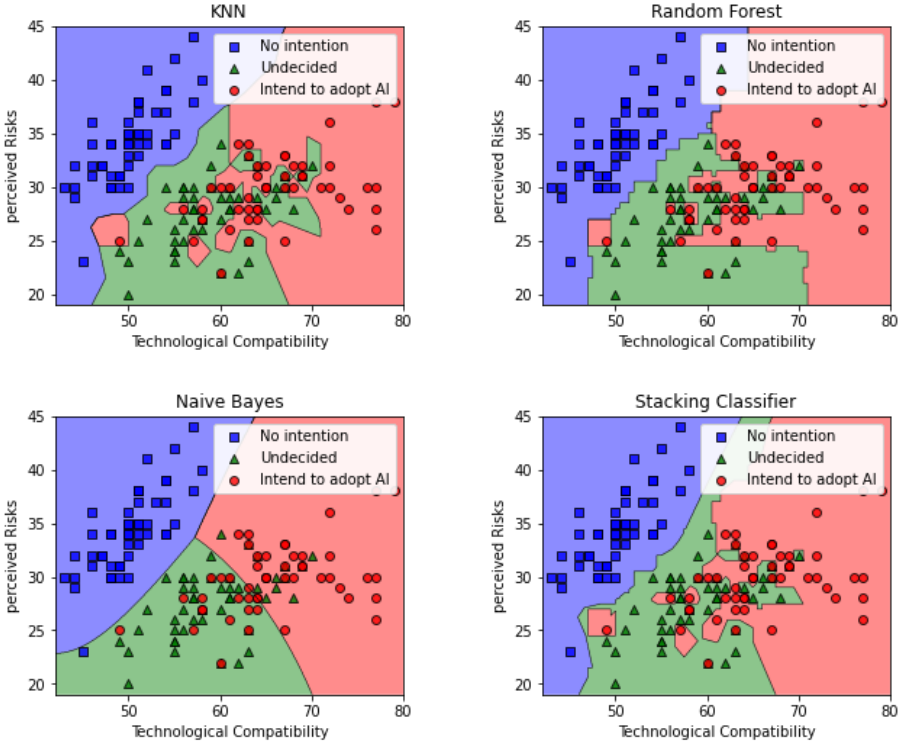 KNN
45
40
35
30
25
20
perceived Risks
No intention
Undecided
Intend to adopt AI
50
60
70
80
Technological Compatibility
Random Forest
45
40
35
30
25
20
perceived Risks
No intention
Undecided
Intend to adopt AI
50
60
70
80
Technological Compatibility
Naive Bayes
45
40
35
30
25
20
perceived Risks
No intention
Undecided
Intend to adopt AI
50
60
70
80
Technological Compatibility
Stacking Classifier
45
40
35
30
25
20
perceived Risks
No intention
Undecided
Intend to adopt AI
50
60
70
80
Technological Compatibility